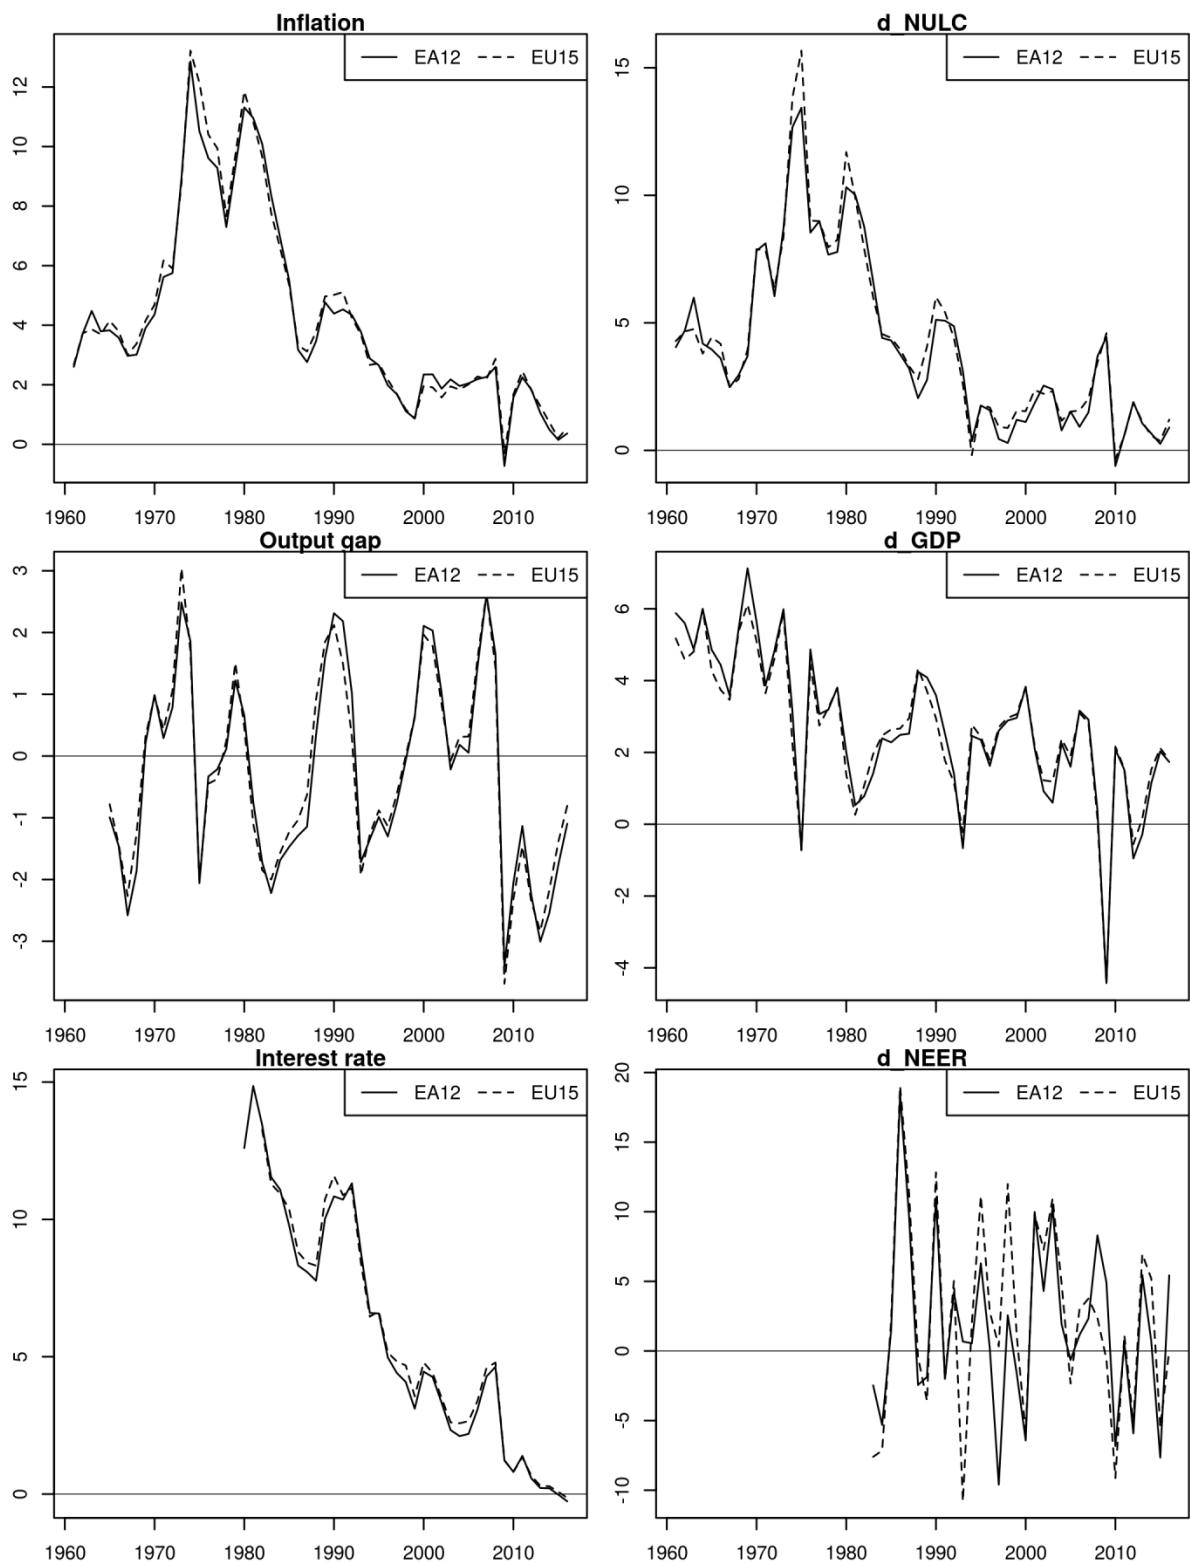 Inflation
EA12 EU15
0 2 4 6 8 10 12
1960 1970 1980 1990 2000 2010
d_NULC
EA12 EU15
0 5 10 15
1960 1970 1980 1990 2000 2010
Output gap
EA12 EU15
-3 -2 -1 0 1 2 3
1960 1970 1980 1990 2000 2010
d_GDP
EA12 EU15
-4 -2 0 2 4 6
1960 1970 1980 1990 2000 2010
Interest rate
EA12 EU15
0 5 10 15
1960 1970 1980 1990 2000 2010
d_NEER
EA12 EU15
-10 -5 0 5 10 15 20
1960 1970 1980 1990 2000 2010